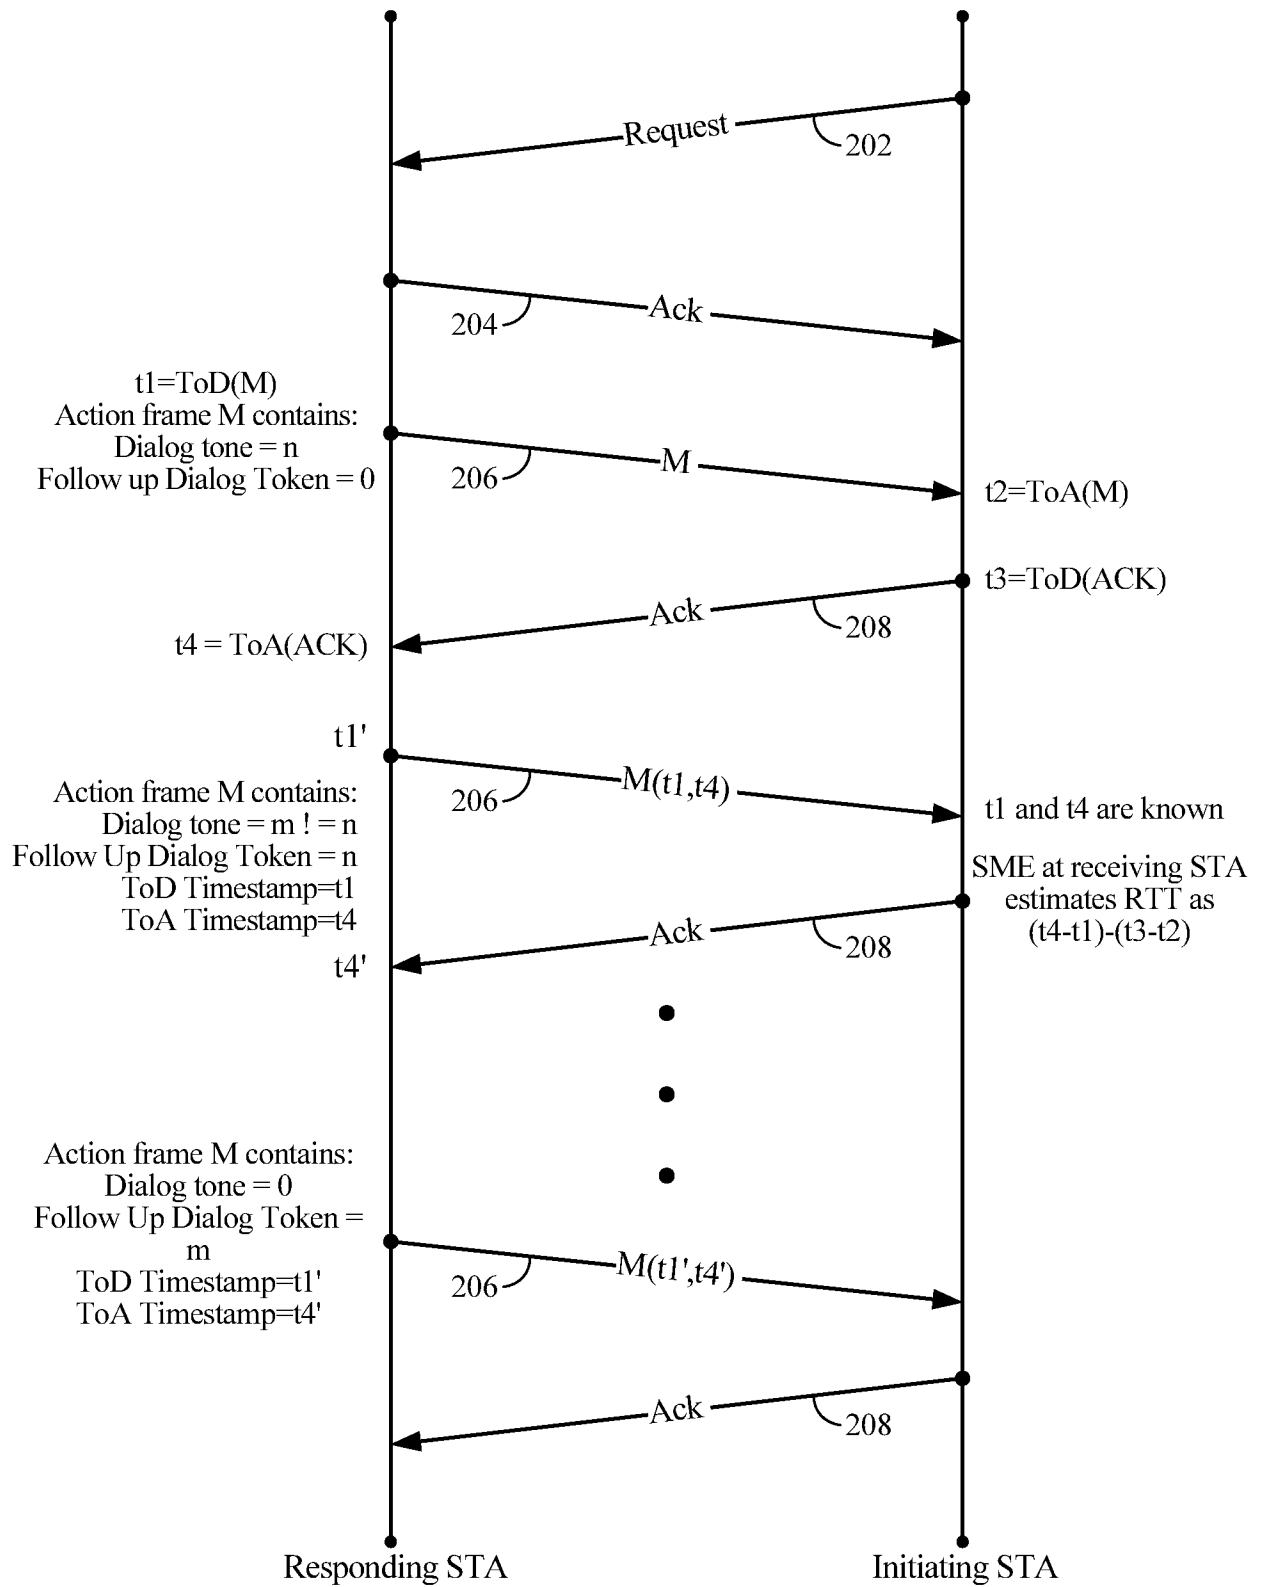 Request
202
Ack
204
t1=ToD(M)
Action frame M contains:
Dialog tone = n
Follow up Dialog Token = 0
M
206
t2=ToA(M)
t3=ToD(ACK)
Ack
208
t4 = ToA(ACK)
t1'
M(t1,t4)
206
Action frame M contains:
Dialog tone = m ! = n
Follow Up Dialog Token = n
ToD Timestamp=t1
ToA Timestamp=t4
t1 and t4 are known
SME at receiving STA
estimates RTT as
(t4-t1)-(t3-t2)
Ack
208
t4'
Action frame M contains:
Dialog tone = 0
Follow Up Dialog Token =
m
ToD Timestamp=t1'
ToA Timestamp=t4'
M(t1',t4')
206
Ack
208
Responding STA
Initiating STA